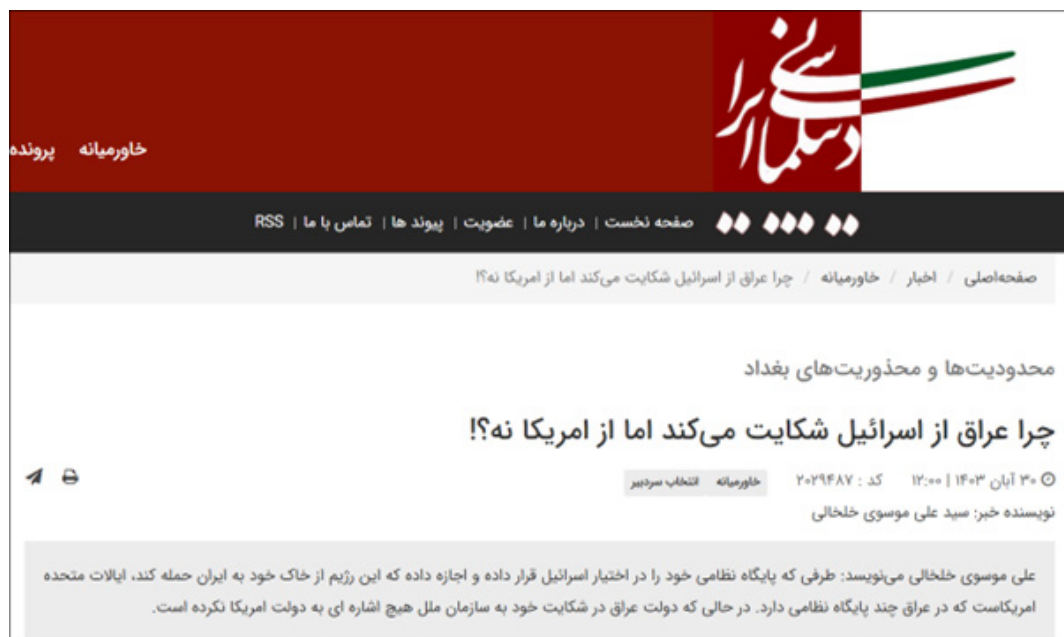 دیپلماسی ایرانی
خاورمیانه پرونده
صفحه نخست | درباره ما | عضویت | پیوند ها | تماس با ما | RSS
صفحه‌اصلی / اخبار / خاورمیانه / چرا عراق از اسرائیل شکایت می‌کند اما از امریکا نه؟!
محدودیت‌ها و محذوریت‌های بغداد
چرا عراق از اسرائیل شکایت می‌کند اما از امریکا نه؟!
۳۰ آبان ۱۴۰۳ | ۱۲:۰۰ کد : ۲۰۲۹۴۸۷ خاورمیانه انتخاب سردبیر
نویسنده خبر: سید علی موسوی خلخالی
علی موسوی خلخالی می‌نویسد: طرفی که پایگاه نظامی خود را در اختیار اسرائیل قرار داده و اجازه داده که این رژیم از خاک خود به ایران حمله کند، ایالات متحده
امریکاست که در عراق چند پایگاه نظامی دارد. در حالی که دولت عراق در شکایت خود به سازمان ملل هیچ اشاره ای به دولت امریکا نکرده است.